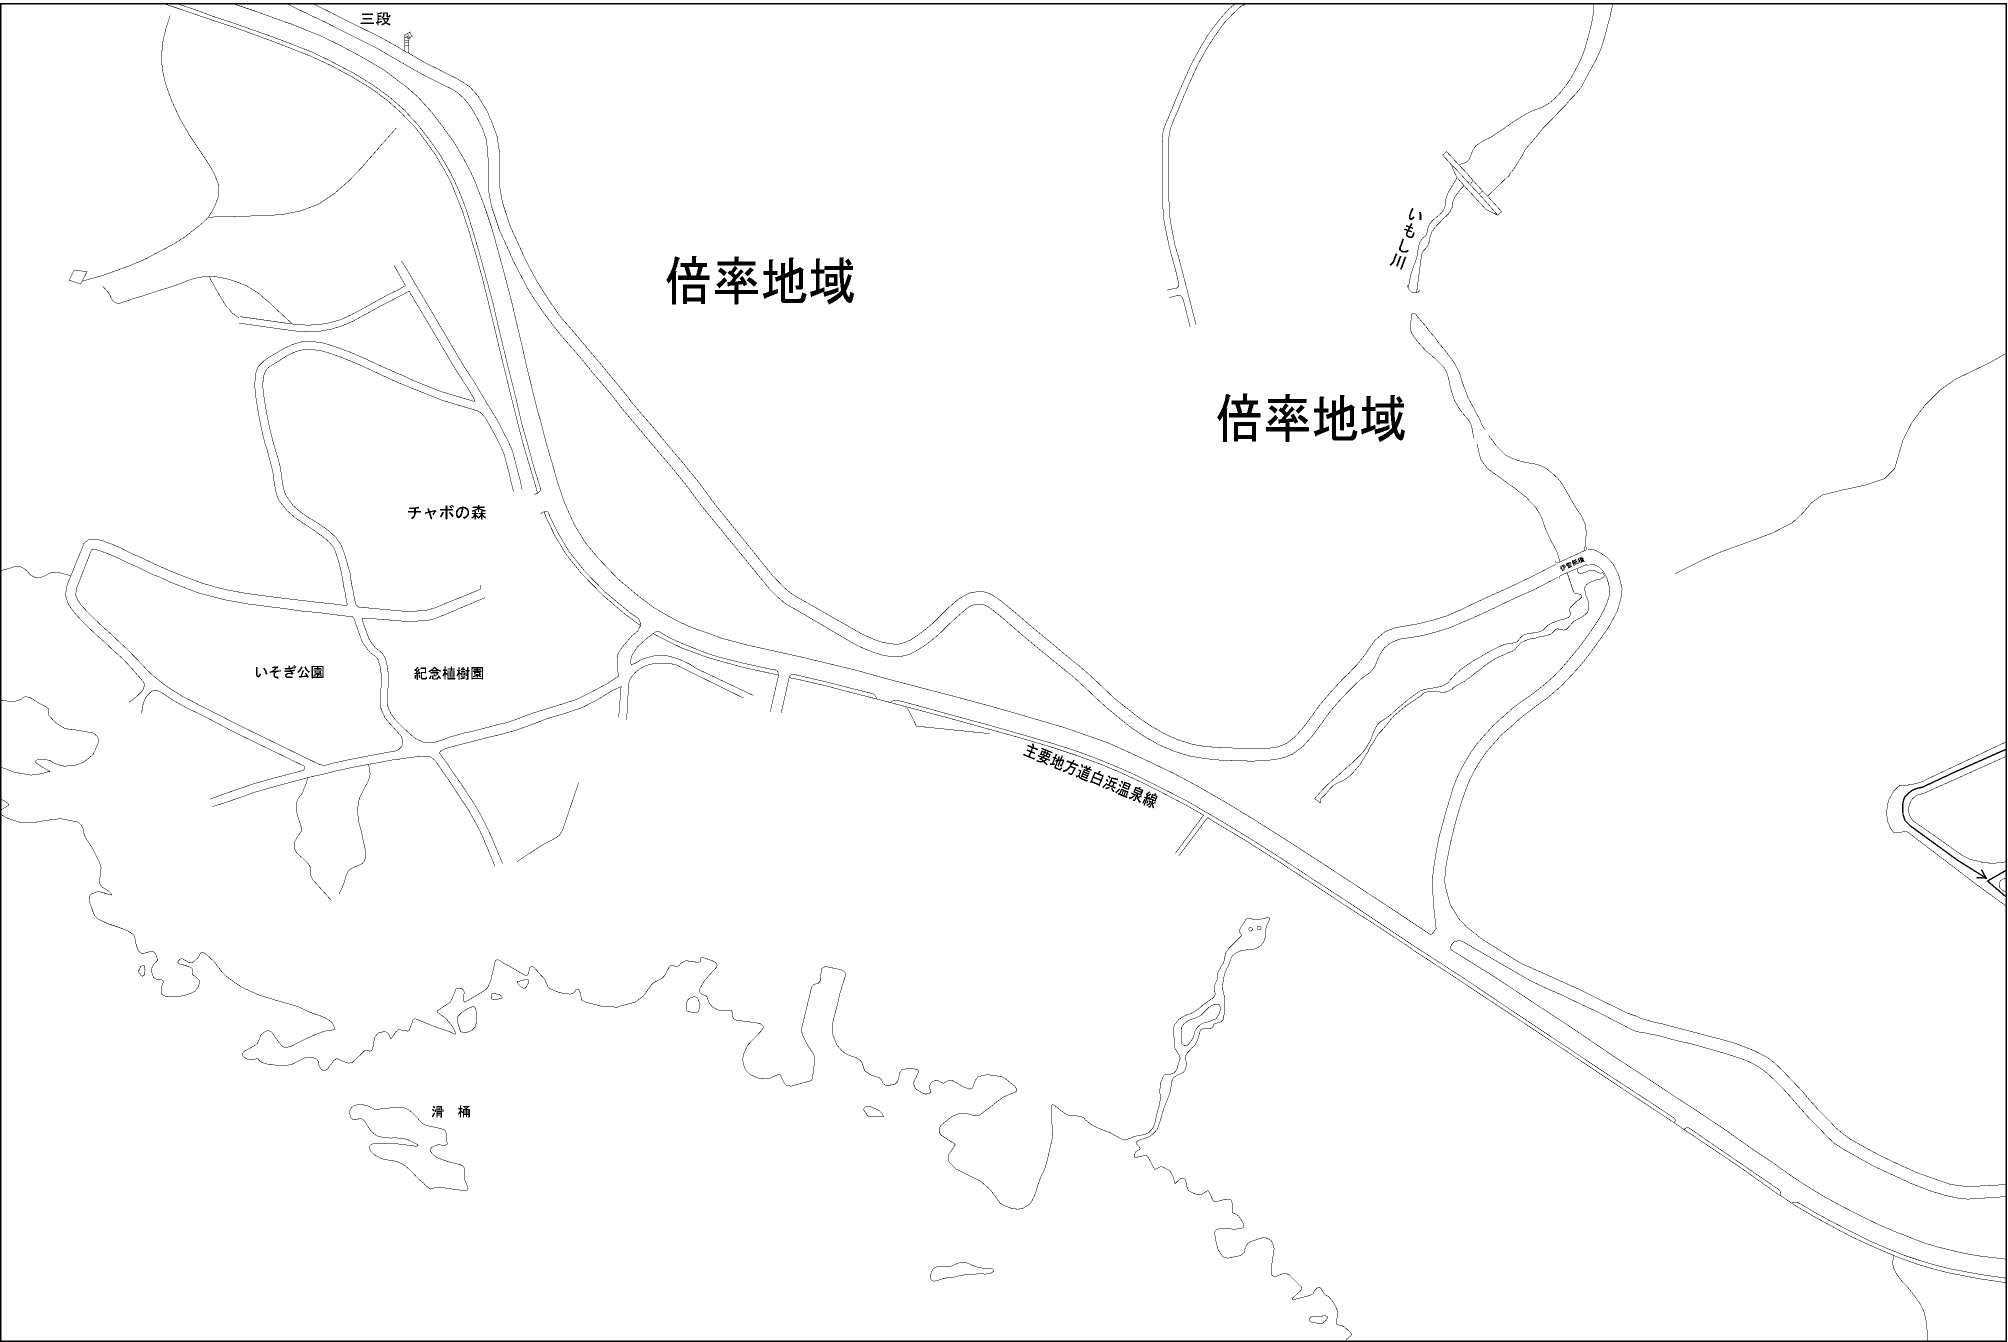 三段
いもし川
倍率地域
倍率地域
チャボの森
いそぎ公園
紀念植樹園
主要地方道白浜温泉線
滑 桶